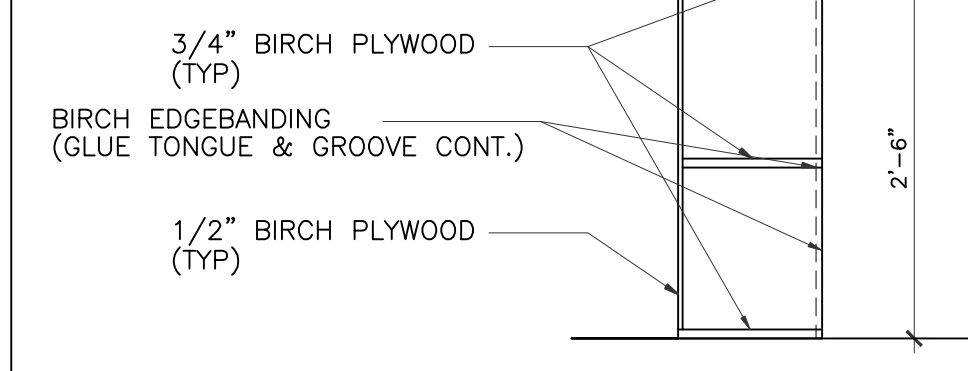 3/4" BIRCH PLYWOOD
(TYP)
BIRCH EDGEBANDING
(GLUE TONGUE & GROOVE CONT.)
1/2" BIRCH PLYWOOD
(TYP)
2'-6"